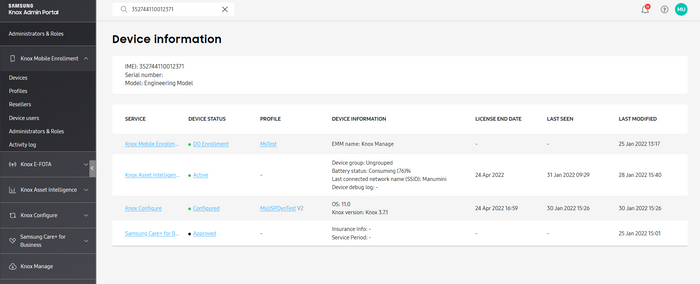 SAMSUNG
Knox Admin Portal
352744110012371
MU
Administrators & Roles
Knox Mobile Enrollment
Devices
Profiles
Resellers
Device users
Administrators & Roles
Activity log
Knox E-FOTA
Knox Asset Intelligence
Knox Configure
Samsung Care+ for
Business
Knox Manage
Device information
IMEI: 352744110012371
Serial number:
Model: Engineering Model
SERVICE DEVICE STATUS PROFILE DEVICE INFORMATION LICENSE END DATE LAST SEEN LAST MODIFIED
Knox Mobile Enrollm... DO Enrollment MsTest EMM name: Knox Manage - - 25 Jan 2022 13:17
Device group: Ungrouped
Battery status: Consuming (76)%
Knox Asset Intelligen... Active - 24 Apr 2022 31 Jan 2022 09:29 28 Jan 2022 15:40
Last connected network name (SSID): Manumini
Device debug log: -
OS: 11.0
Knox Configure Configured V2 24 Apr 2022 16:59 30 Jan 2022 15:26 30 Jan 2022 15:26
Knox version: Knox 3.7.1
Insurance Info: -
Samsung Care+ for B... Approved - - - 25 Jan 2022 15:01
Service Period: -